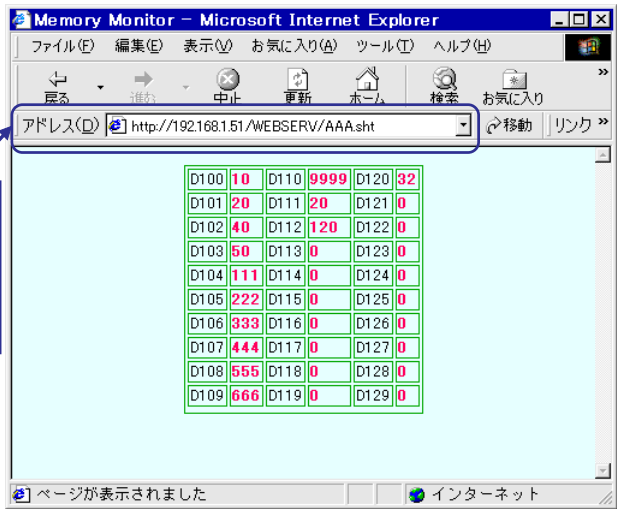 Memory Monitor – Microsoft Internet Explorer
ファイル(F) 編集(E) 表示(V) お気に入り(A) ツール(T) ヘルプ(H)
戻る 進む 中止 更新 ホーム 検索 お気に入り »
アドレス(D) http://192.168.1.51/WEBSERV/AAA.sht 移動 リンク »
D100 10 D110 9999 D120 32
D101 20 D111 20 D121 0
D102 40 D112 120 D122 0
D103 50 D113 0 D123 0
D104 111 D114 0 D124 0
D105 222 D115 0 D125 0
D106 333 D116 0 D126 0
D107 444 D117 0 D127 0
D108 555 D118 0 D128 0
D109 666 D119 0 D129 0
ページが表示されました インターネット